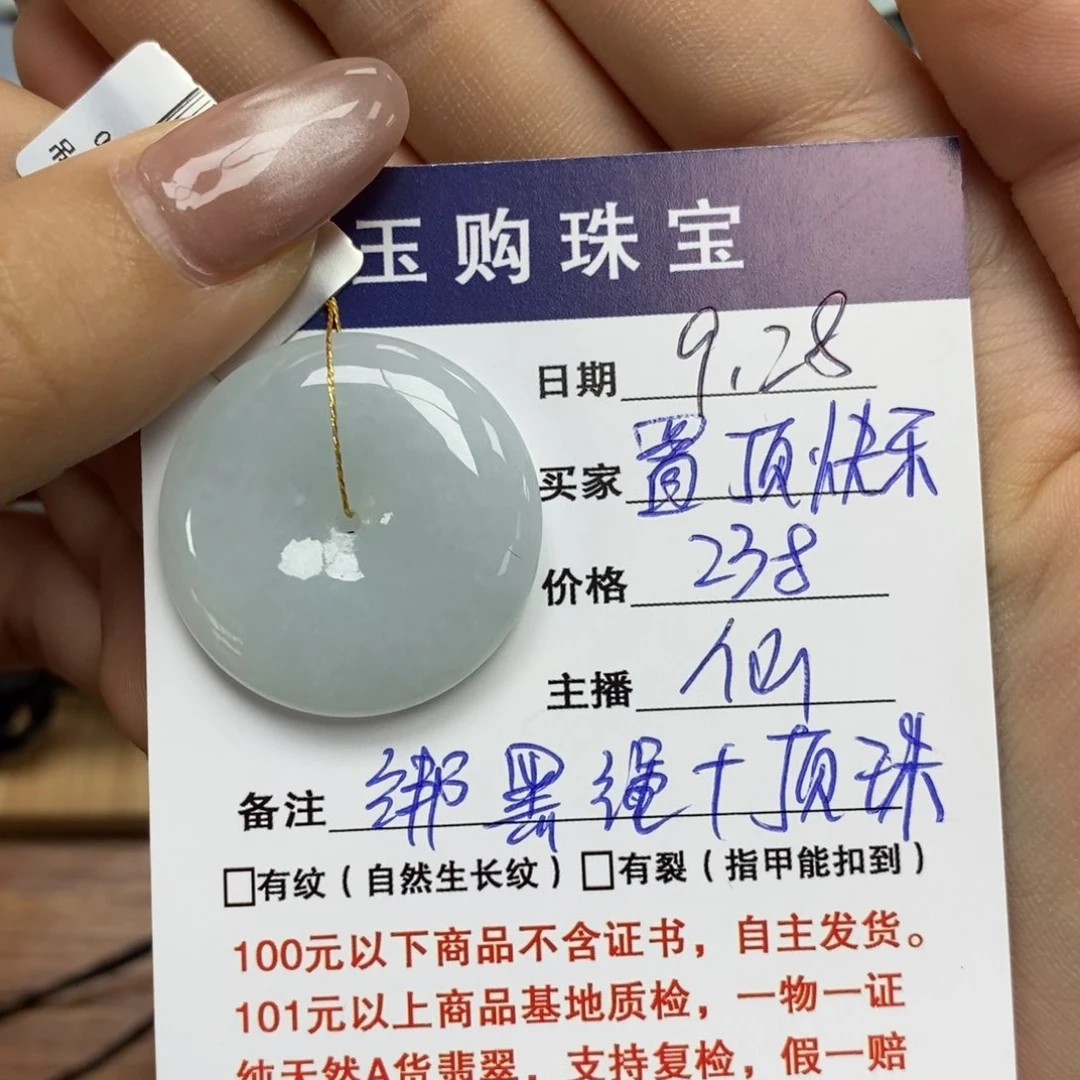 玉购珠宝
日期 9.28
买家 置顶快乐
价格 238
主播 仙
备注 绑黑绳+顶珠
□有纹（自然生长纹）□有裂（指甲能扣到）
100元以下商品不含证书，自主发货。
101元以上商品基地质检，一物一证
纯天然A货翡翠，支持复检，假一赔